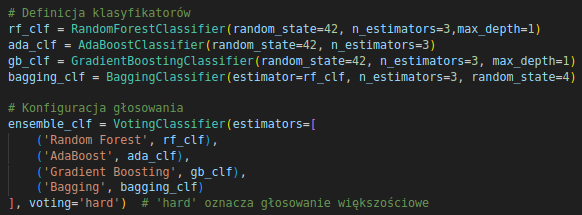 # Definicja klasyfikatorów
rf_clf = RandomForestClassifier(random_state=42, n_estimators=3,max_depth=1)
ada_clf = AdaBoostClassifier(random_state=42, n_estimators=3)
gb_clf = GradientBoostingClassifier(random_state=42, n_estimators=3, max_depth=1)
bagging_clf = BaggingClassifier(estimator=rf_clf, n_estimators=3, random_state=4)

# Konfiguracja głosowania
ensemble_clf = VotingClassifier(estimators=[
    ('Random Forest', rf_clf),
    ('AdaBoost', ada_clf),
    ('Gradient Boosting', gb_clf),
    ('Bagging', bagging_clf)
], voting='hard')  # 'hard' oznacza głosowanie większościowe